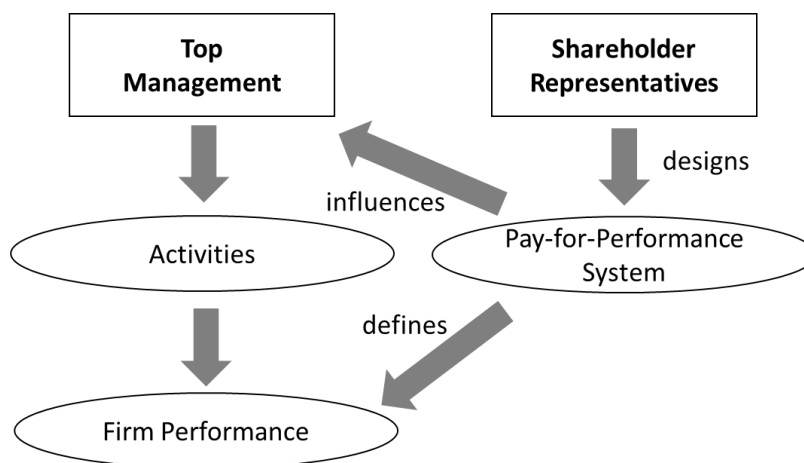 Top
Management
Shareholder
Representatives
designs
influences
Activities
Pay-for-Performance
System
defines
Firm Performance